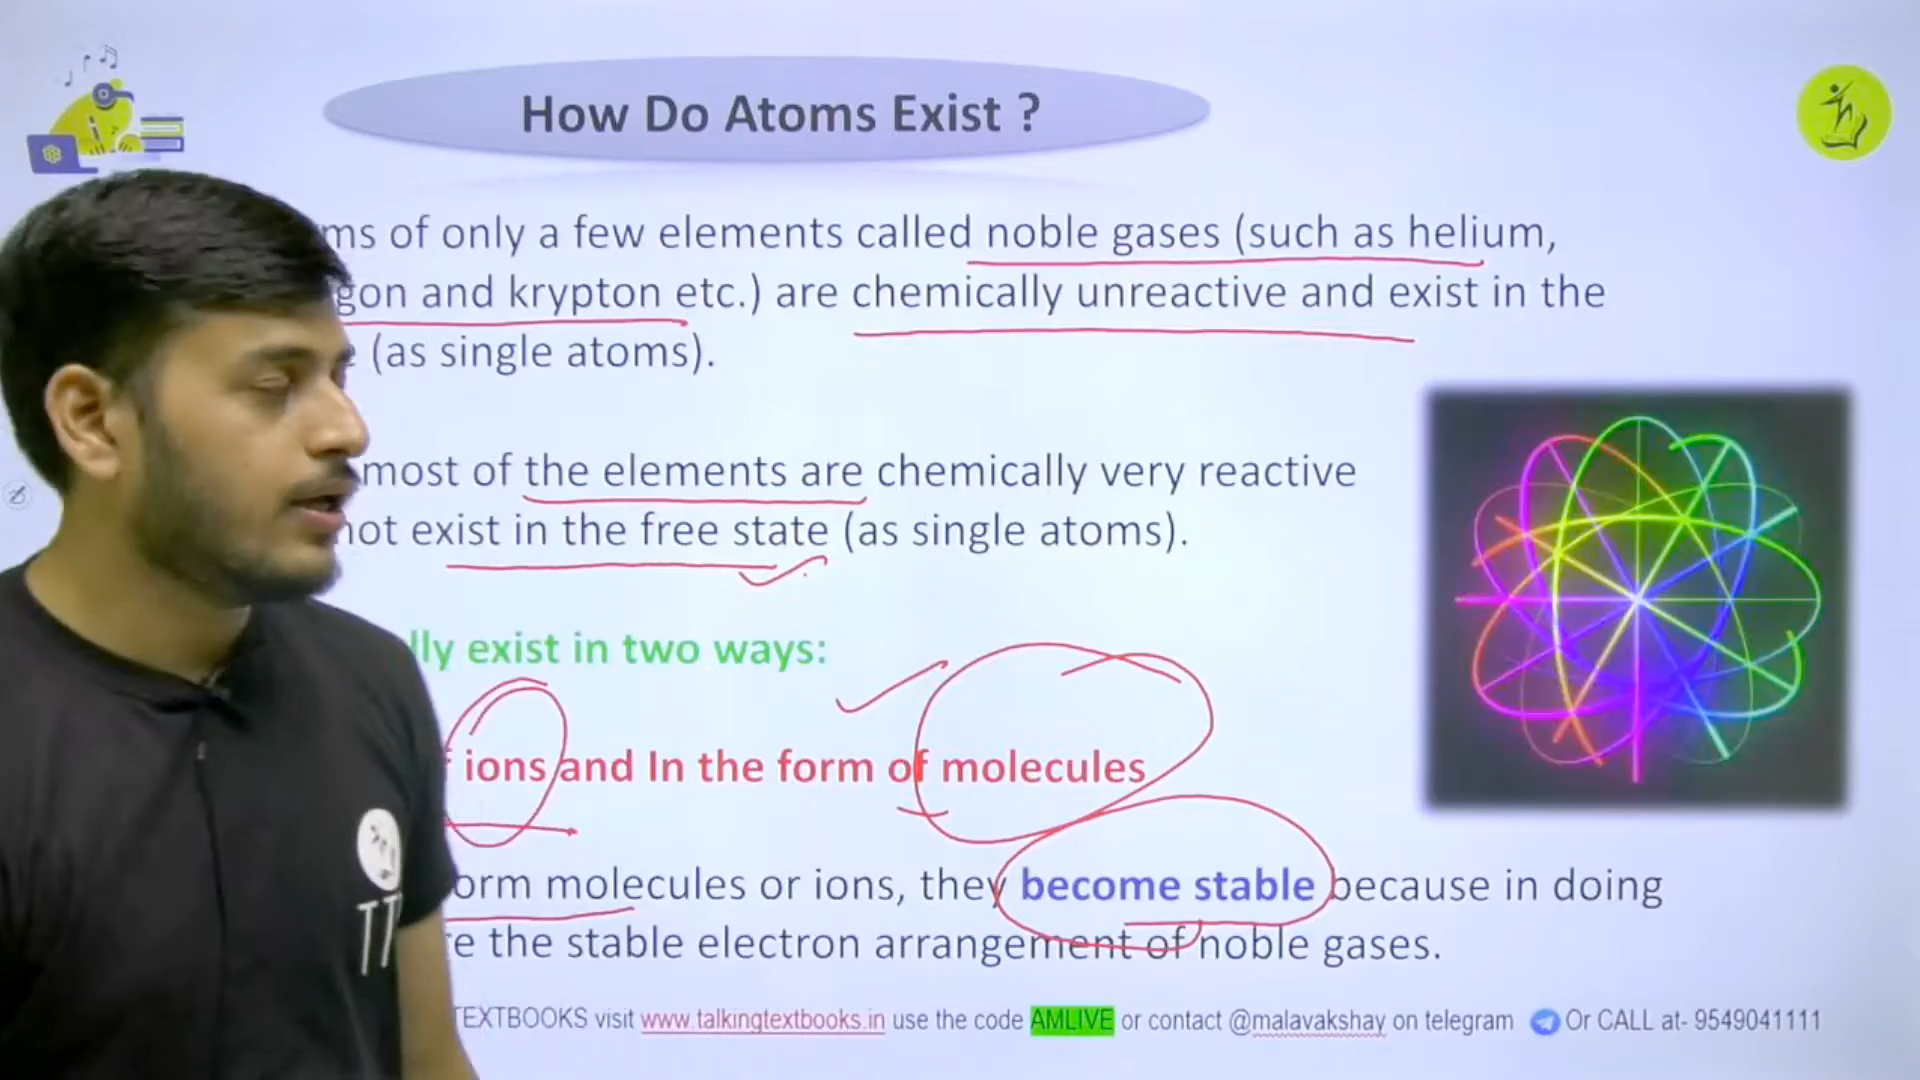 How Do Atoms Exist ?
ms of only a few elements called noble gases (such as helium,
gon and krypton etc.) are chemically unreactive and exist in the
(as single atoms).
most of the elements are chemically very reactive
not exist in the free state (as single atoms).
lly exist in two ways:
ions and In the form of molecules
orm molecules or ions, they become stable because in doing
e the stable electron arrangement of noble gases.
TEXTBOOKS visit www.talkingtextbooks.in use the code AMLIVE or contact @malavakshay on telegram Or CALL at- 9549041111
TT